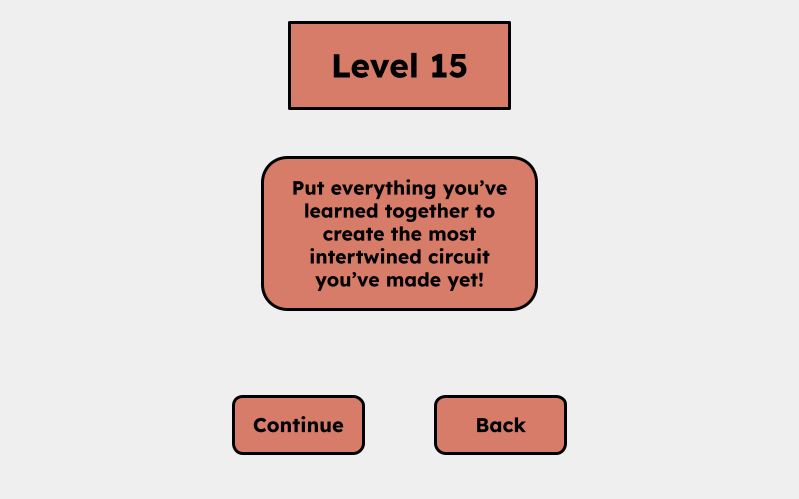 Level 15
Put everything you’ve
learned together to
create the most
intertwined circuit
you’ve made yet!
Continue
Back